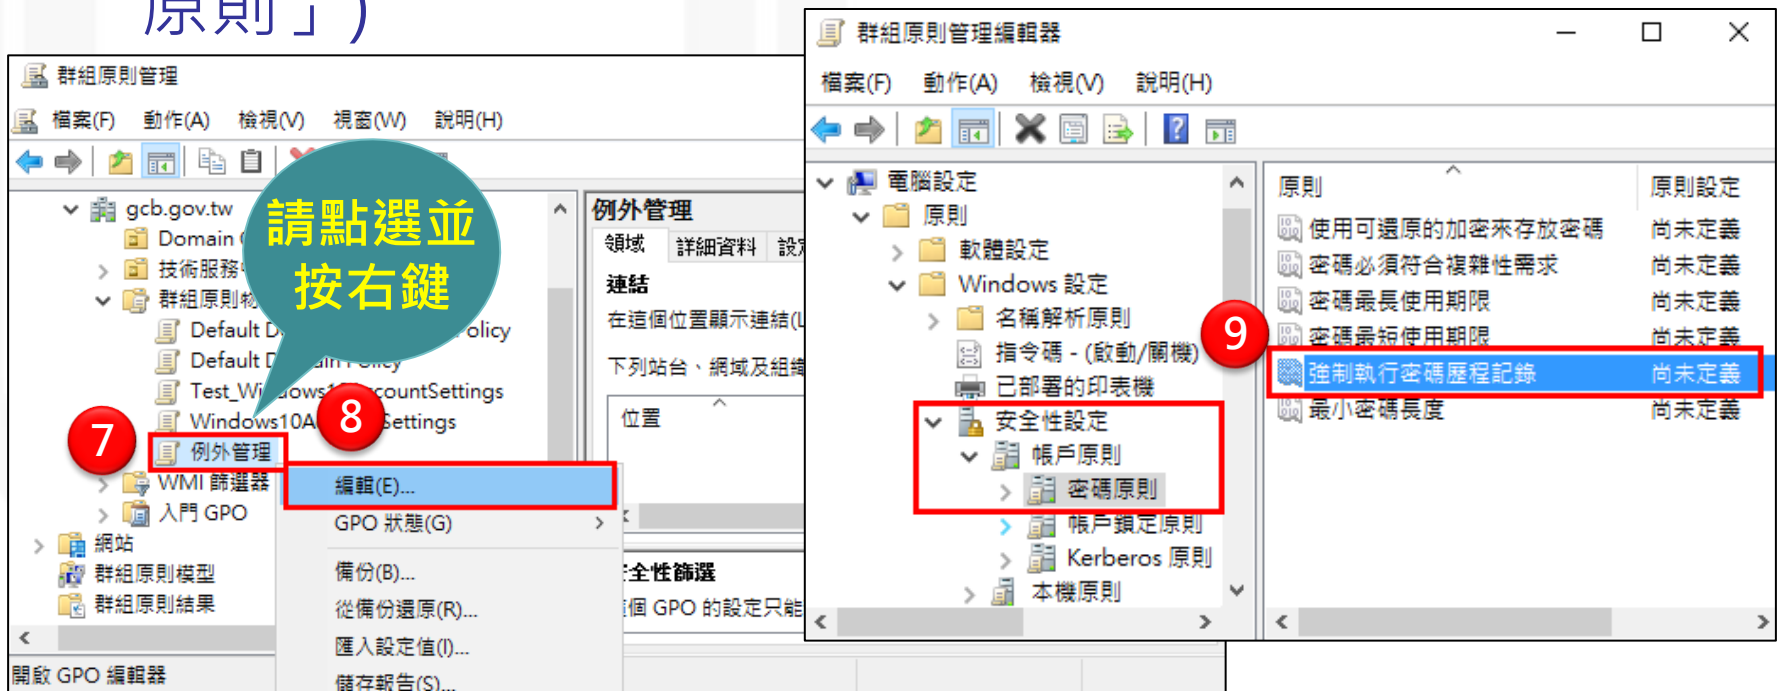 原則」)
群組原則管理
檔案(F) 動作(A) 檢視(V) 視窗(W) 說明(H)
gcb.gov.tw
Domain
技術服務
群組原則物
Default D
olicy
Default D
in Policy
Test_Wi
ows1
countSettings
Windows10A
Settings
例外管理
WMI 篩選器
入門 GPO
網站
群組原則模型
群組原則結果
開啟 GPO 編輯器
請點選並
按右鍵
7
8
編輯(E)...
GPO 狀態(G)
備份(B)...
從備份還原(R)...
匯入設定值(I)...
儲存報告(S)...
例外管理
領域 詳細資料 設定
連結
在這個位置顯示連結(L
下列站台、網域及組織
位置
全性篩選
個 GPO 的設定只能
群組原則管理編輯器
檔案(F) 動作(A) 檢視(V) 說明(H)
電腦設定
原則
軟體設定
Windows 設定
名稱解析原則
指令碼 - (啟動/關機)
已部署的印表機
安全性設定
帳戶原則
密碼原則
帳戶鎖定原則
Kerberos 原則
本機原則
9
原則 原則設定
使用可還原的加密來存放密碼 尚未定義
密碼必須符合複雜性需求 尚未定義
密碼最長使用期限 尚未定義
密碼最短使用期限 尚未定義
強制執行密碼歷程記錄 尚未定義
最小密碼長度 尚未定義